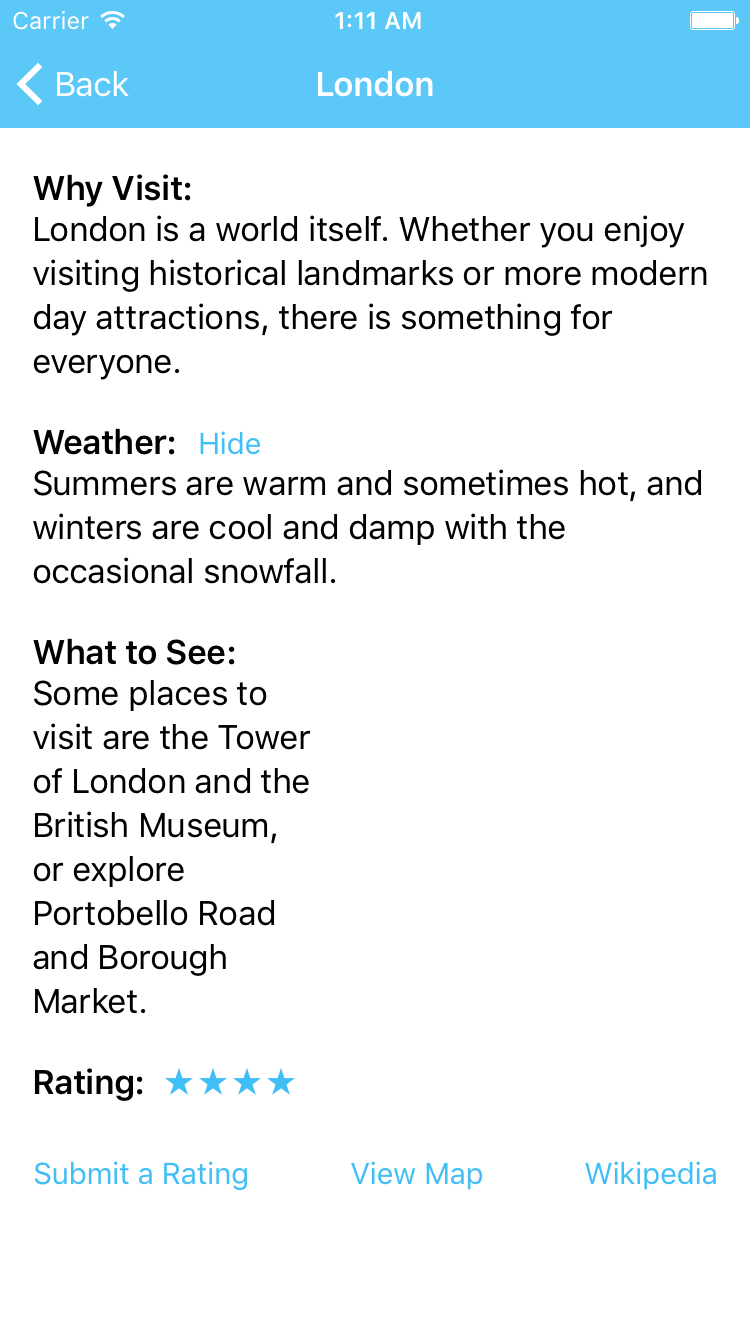 Carrier 1:11 AM
Back London
Why Visit:
London is a world itself. Whether you enjoy
visiting historical landmarks or more modern
day attractions, there is something for
everyone.
Weather: Hide
Summers are warm and sometimes hot, and
winters are cool and damp with the
occasional snowfall.
What to See:
Some places to
visit are the Tower
of London and the
British Museum,
or explore
Portobello Road
and Borough
Market.
Rating: ★★★★
Submit a Rating View Map Wikipedia